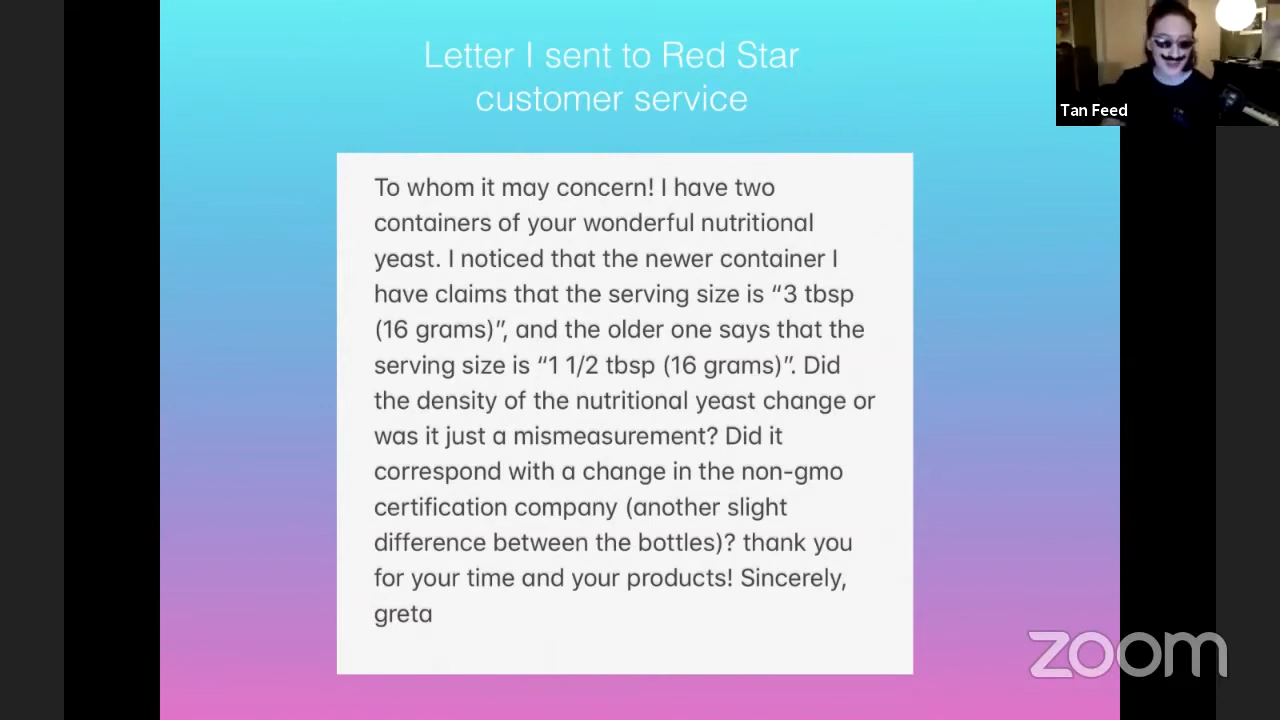 Letter I sent to Red Star
customer service
Tan Feed
To whom it may concern! I have two
containers of your wonderful nutritional
yeast. I noticed that the newer container I
have claims that the serving size is “3 tbsp
(16 grams)”, and the older one says that the
serving size is “1 1/2 tbsp (16 grams)”. Did
the density of the nutritional yeast change or
was it just a mismeasurement? Did it
correspond with a change in the non-gmo
certification company (another slight
difference between the bottles)? thank you
for your time and your products! Sincerely,
greta
zoom